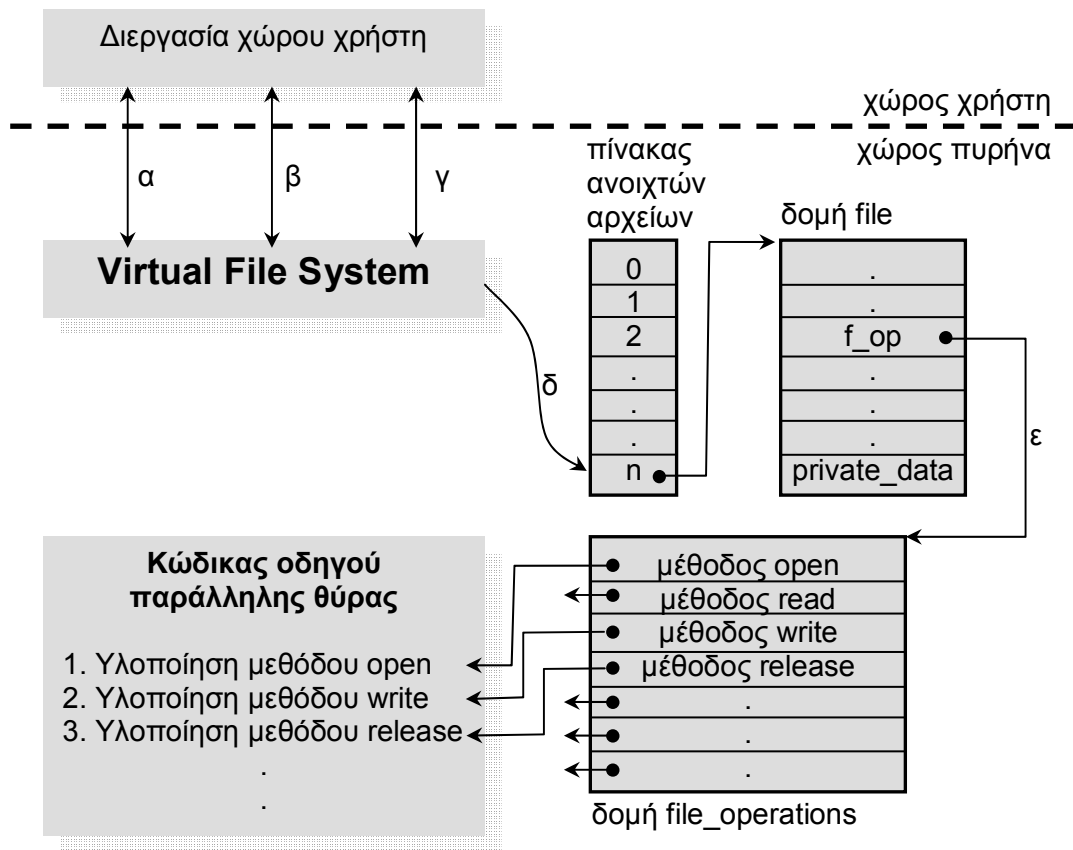 Διεργασία χώρου χρήστη
χώρος χρήστη
χώρος πυρήνα
α
β
γ
Virtual File System
πίνακας
ανοιχτών
αρχείων
0
1
2
.
.
.
n
δομή file
.
.
f_op
.
.
.
private_data
δ
ε
Κώδικας οδηγού
παράλληλης θύρας
1. Υλοποίηση μεθόδου open
2. Υλοποίηση μεθόδου write
3. Υλοποίηση μεθόδου release
.
.
μέθοδος open
μέθοδος read
μέθοδος write
μέθοδος release
.
.
.
δομή file_operations